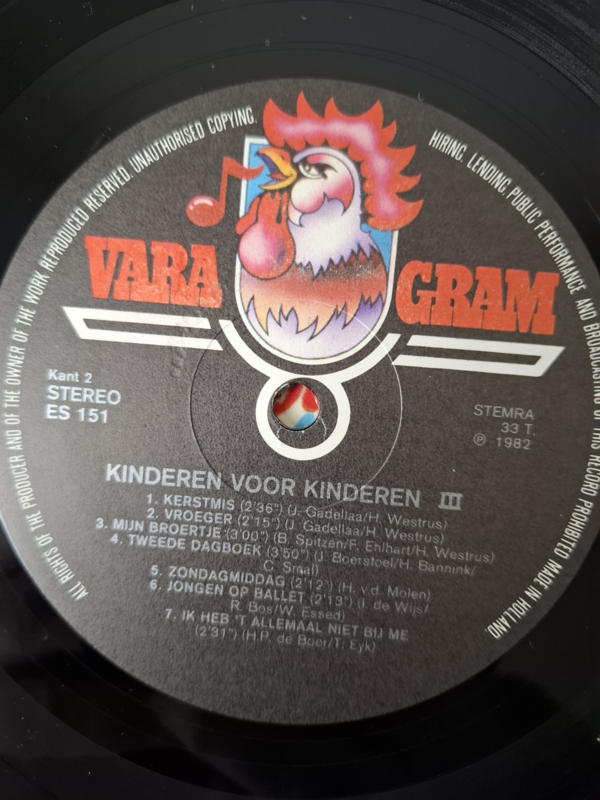 ALL RIGHTS OF THE PRODUCER AND OF THE OWNER OF THE WORK REPRODUCED RESERVED. UNAUTHORISED COPYING,
HIRING, LENDING, PUBLIC PERFORMANCE AND BROADCASTING OF THIS RECORD PROHIBITED MADE IN HOLLAND.
VARA GRAM
Kant 2
STEREO
ES 151
STEMRA
33 T.
℗ 1982
KINDEREN VOOR KINDEREN III
1. KERSTMIS (2'36") (J. Gadellaa/H. Westrus)
2. VROEGER (2'15") (J. Gadellaa/H. Westrus)
3. MIJN BROERTJE (3'00") (B. Spitzen/F. Ehlhart/H. Westrus)
4. TWEEDE DAGBOEK (3'50") (J. Boerstoel/H. Bannink/
C. Smal)
5. ZONDAGMIDDAG (2'12") (H. v.d. Molen)
6. JONGEN OP BALLET (2'13") (I. de Wijs/
R. Bos/W. Essed)
7. IK HEB 'T ALLEMAAL NIET BIJ ME
(2'31") (H.P. de Boer/T. Eyk)